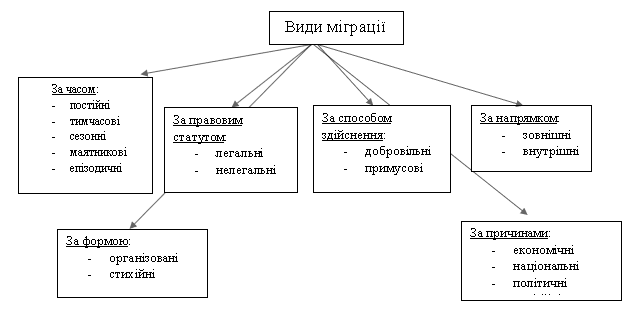 Види міграції
За часом:
- постійні
- тимчасові
- сезонні
- маятникові
- епізодичні
За правовим
статутом:
- легальні
- нелегальні
За способом
здійснення:
- добровільні
- примусові
За напрямком:
- зовнішні
- внутрішні
За формою:
- організовані
- стихійні
За причинами:
- економічні
- національні
- політичні